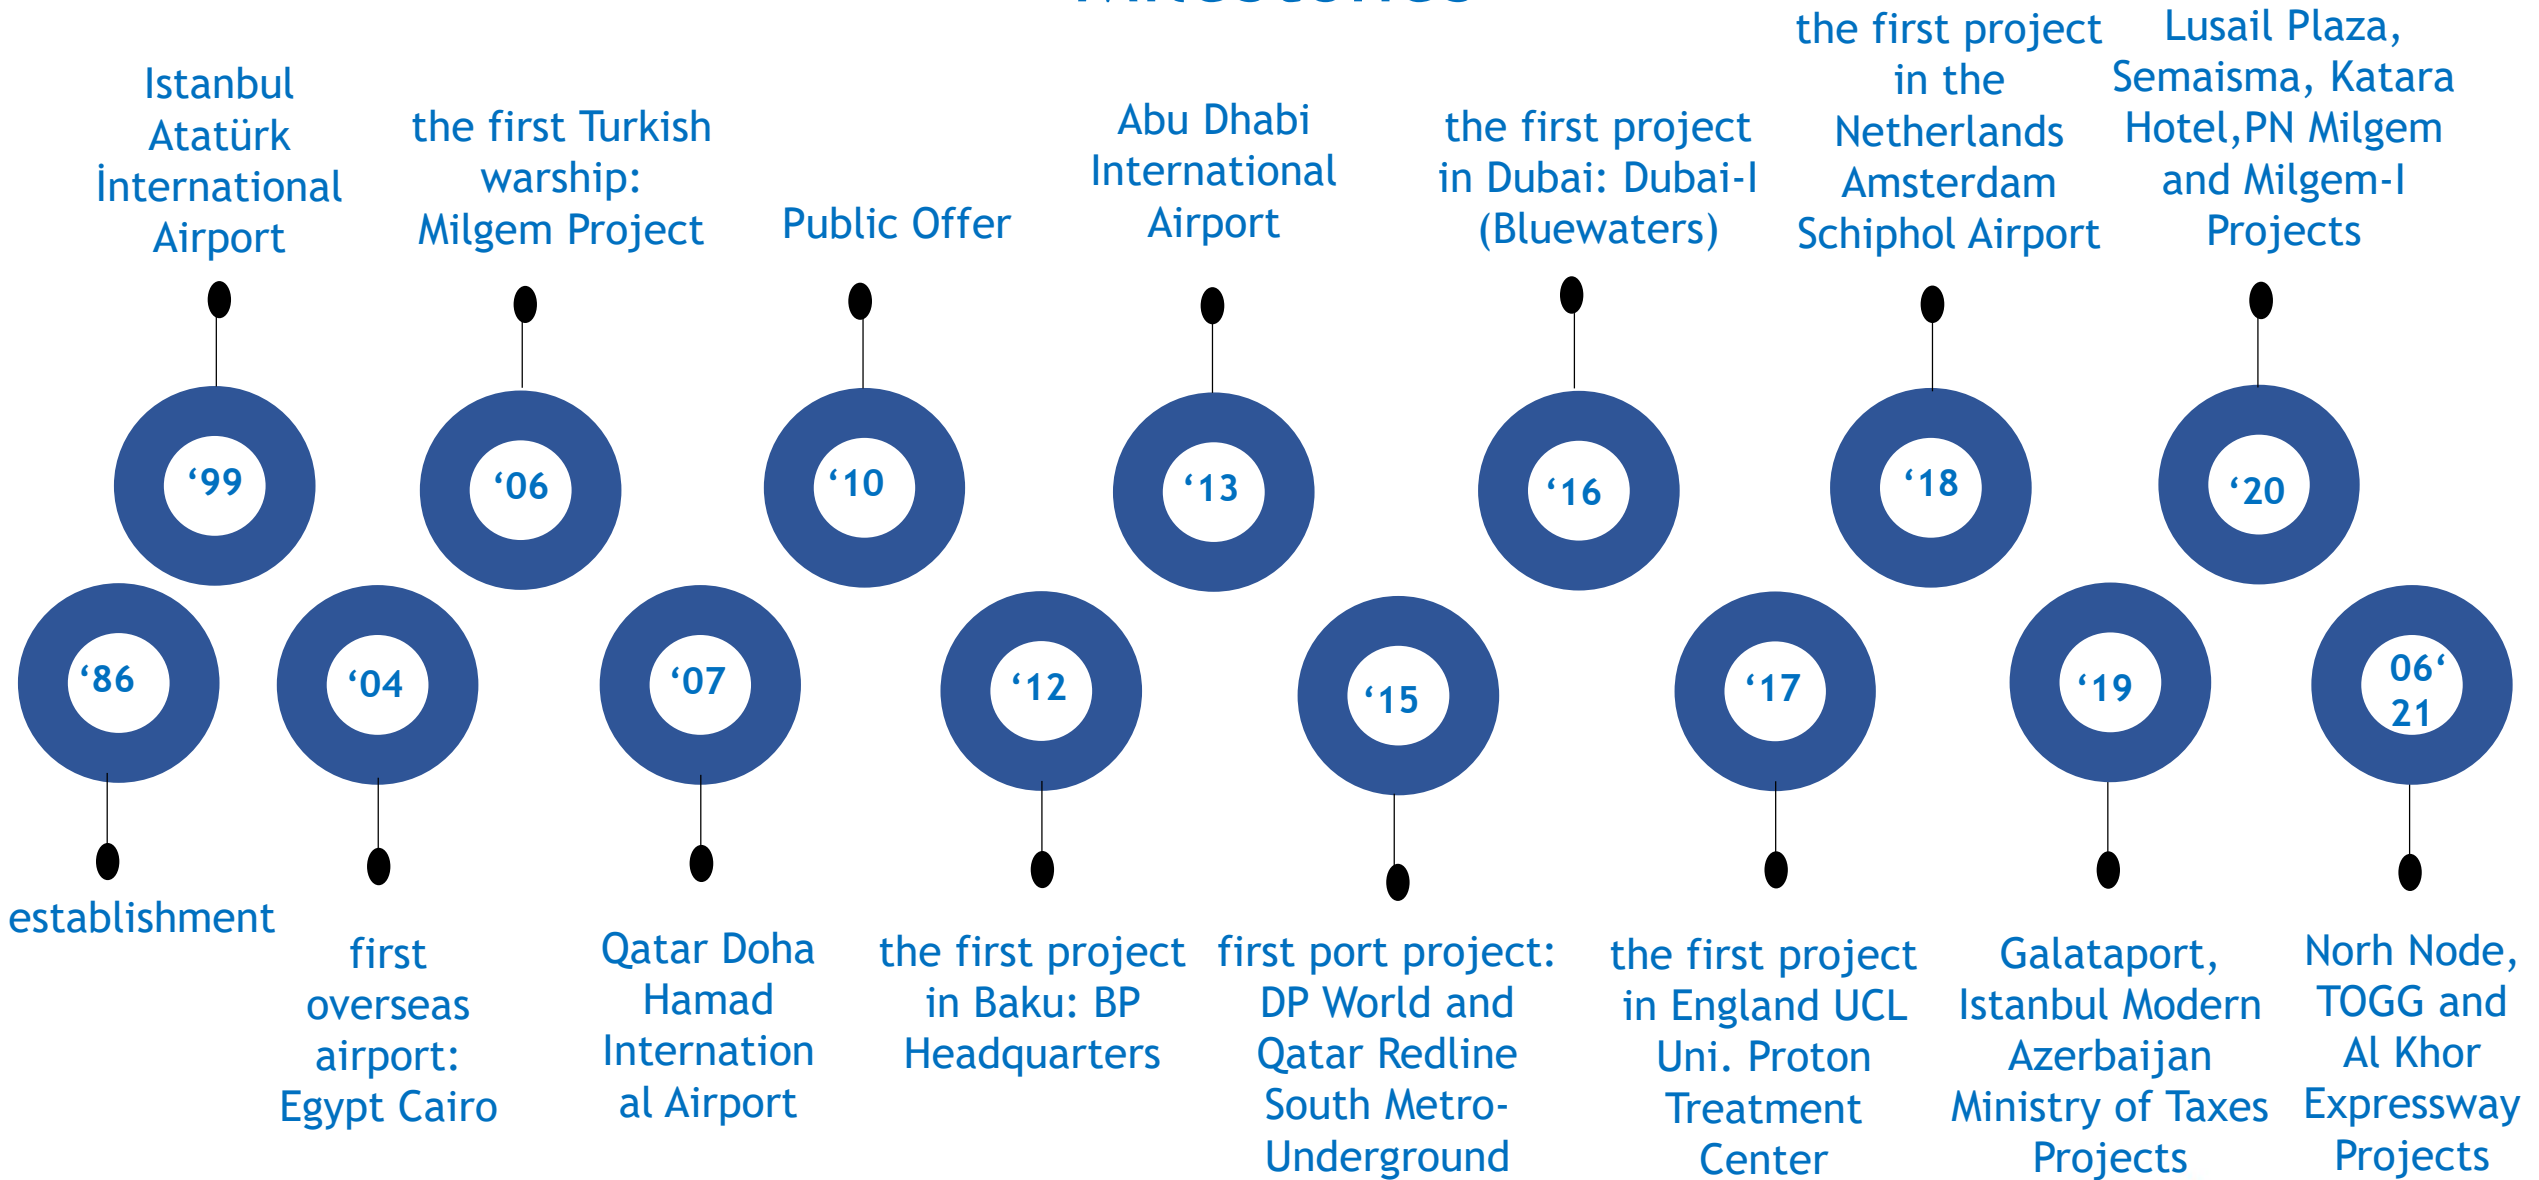 Milestones
Istanbul
Atatürk
İnternational
Airport
the first Turkish
warship:
Milgem Project
Public Offer
Abu Dhabi
International
Airport
the first project
in Dubai: Dubai-I
(Bluewaters)
the first project
in the
Netherlands
Amsterdam
Schiphol Airport
Lusail Plaza,
Semaisma, Katara
Hotel,PN Milgem
and Milgem-I
Projects
‘99
‘06
‘10
‘13
‘16
‘18
‘20
‘86
‘04
‘07
‘12
‘15
‘17
‘19
06‘
21
establishment
first
overseas
airport:
Egypt Cairo
Qatar Doha
Hamad
Internation
al Airport
the first project
in Baku: BP
Headquarters
first port project:
DP World and
Qatar Redline
South Metro-
Underground
the first project
in England UCL
Uni. Proton
Treatment
Center
Galataport,
Istanbul Modern
Azerbaijan
Ministry of Taxes
Projects
Norh Node,
TOGG and
Al Khor
Expressway
Projects